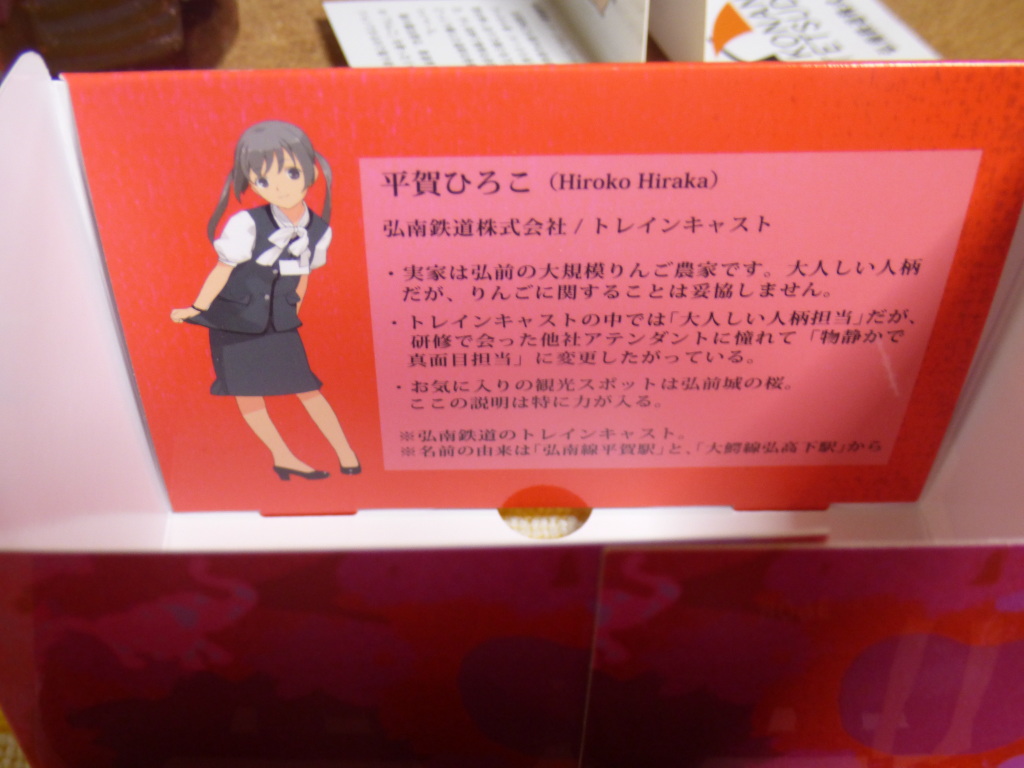 平賀ひろこ（Hiroko Hiraka）
弘南鉄道株式会社 / トレインキャスト
・実家は弘前の大規模りんご農家です。大人しい人柄
だが、りんごに関することは妥協しません。
・トレインキャストの中では「大人しい人柄担当」だが、
研修で会った他社アテンダントに憧れて「物静かで
真面目担当」に変更したがっている。
・お気に入りの観光スポットは弘前城の桜。
ここの説明は特に力が入る。
※弘南鉄道のトレインキャスト。
※名前の由来は「弘南線平賀駅」と、「大鰐線弘高下駅」から